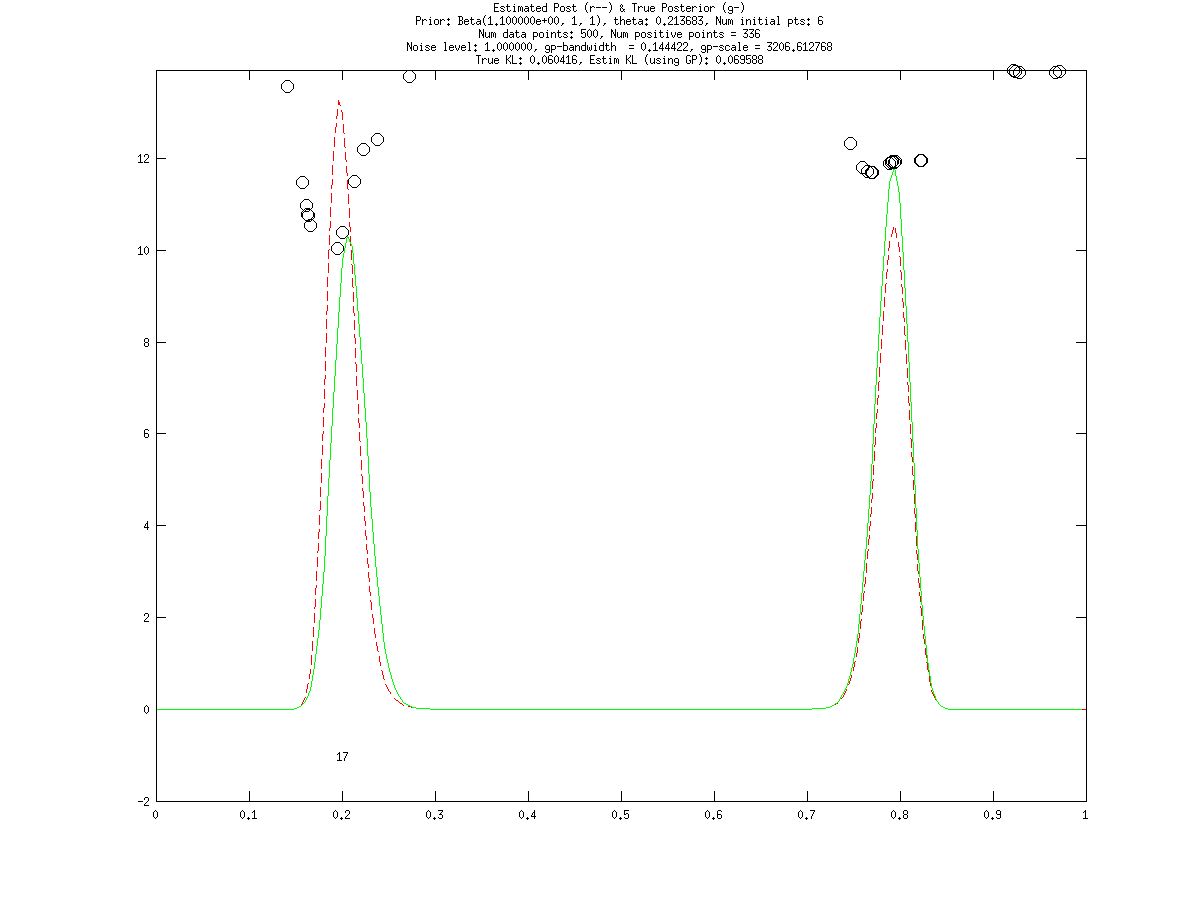 Estimated Post (r--) & True Posterior (g-)
Prior: Beta(1.100000e+00, 1, 1), theta: 0.213683, Num initial pts: 6
Num data points: 500, Num positive points = 336
Noise level: 1.000000, gp-bandwidth  = 0.144422, gp-scale = 3206.612768
True KL: 0.060416, Estim KL (using GP): 0.069588
12
10
8
6
4
2
0
17
-2
0 0.1 0.2 0.3 0.4 0.5 0.6 0.7 0.8 0.9 1